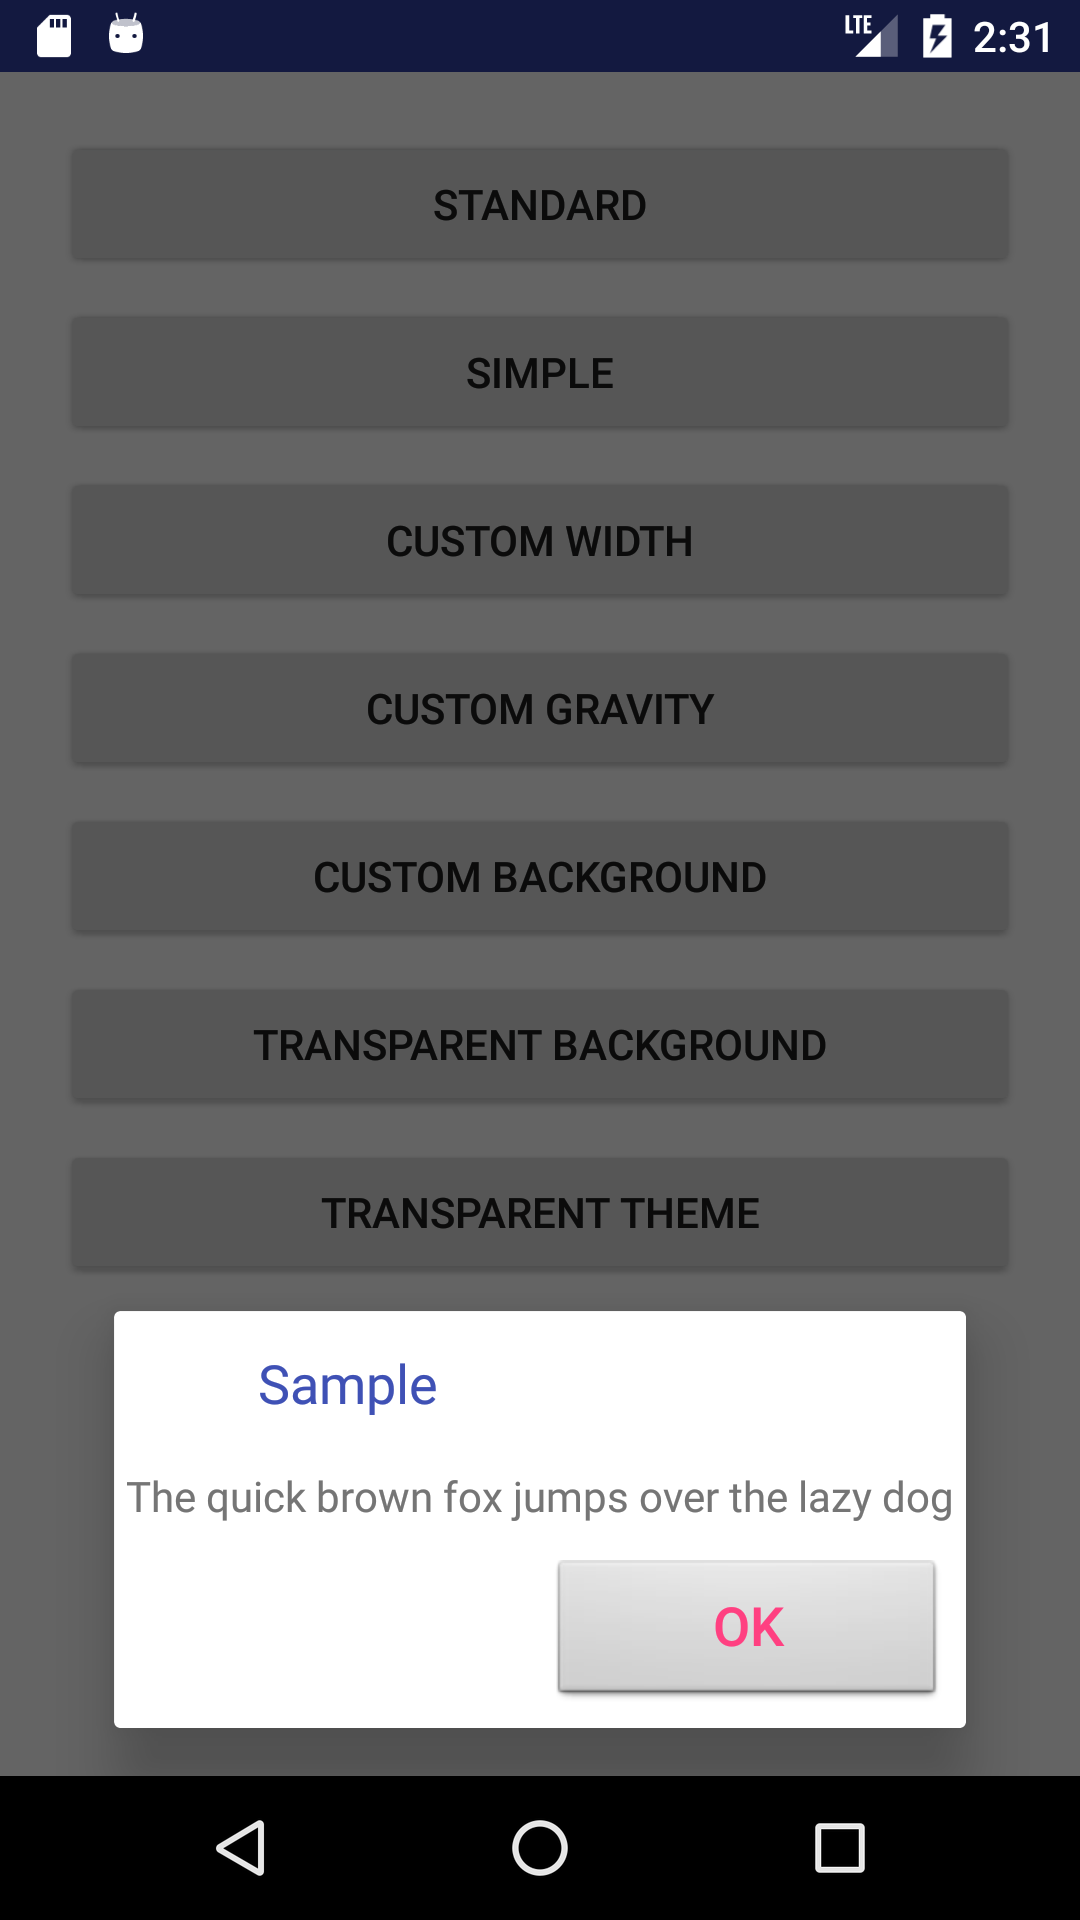 LTE 2:31
STANDARD
SIMPLE
CUSTOM WIDTH
CUSTOM GRAVITY
CUSTOM BACKGROUND
TRANSPARENT BACKGROUND
TRANSPARENT THEME
Sample
The quick brown fox jumps over the lazy dog
OK